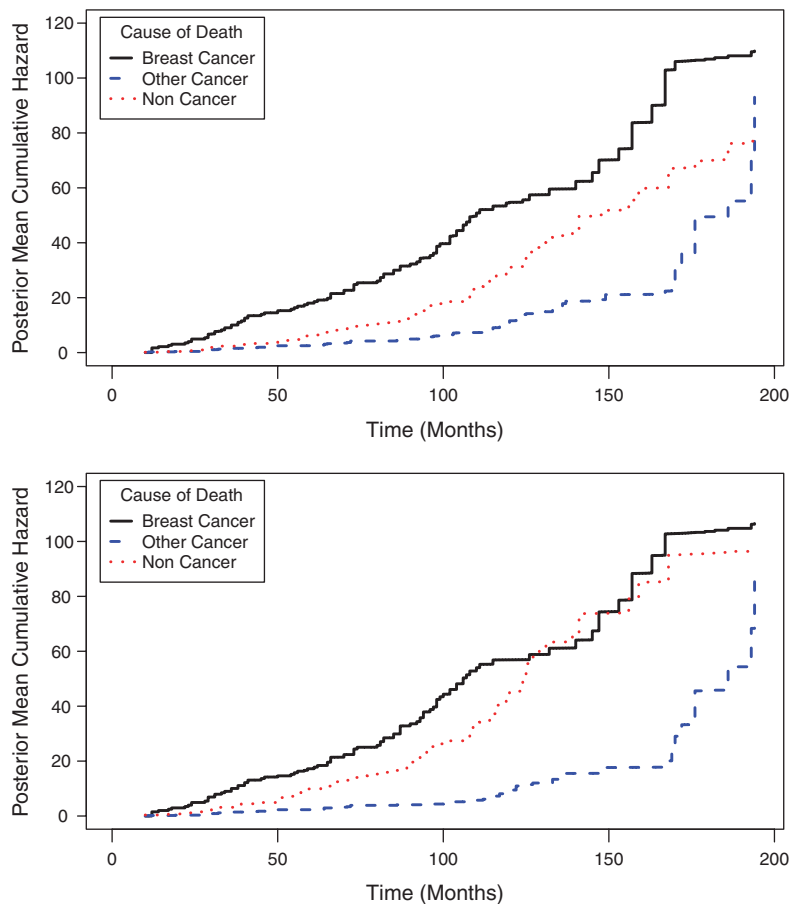 120
100
80
60
40
20
0
Posterior Mean Cumulative Hazard
Cause of Death
Breast Cancer
Other Cancer
Non Cancer
0
50
100
150
200
Time (Months)
120
100
80
60
40
20
0
Posterior Mean Cumulative Hazard
Cause of Death
Breast Cancer
Other Cancer
Non Cancer
0
50
100
150
200
Time (Months)